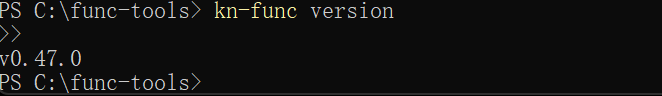 PS C:\func-tools> kn-func version
>>
v0.47.0
PS C:\func-tools>